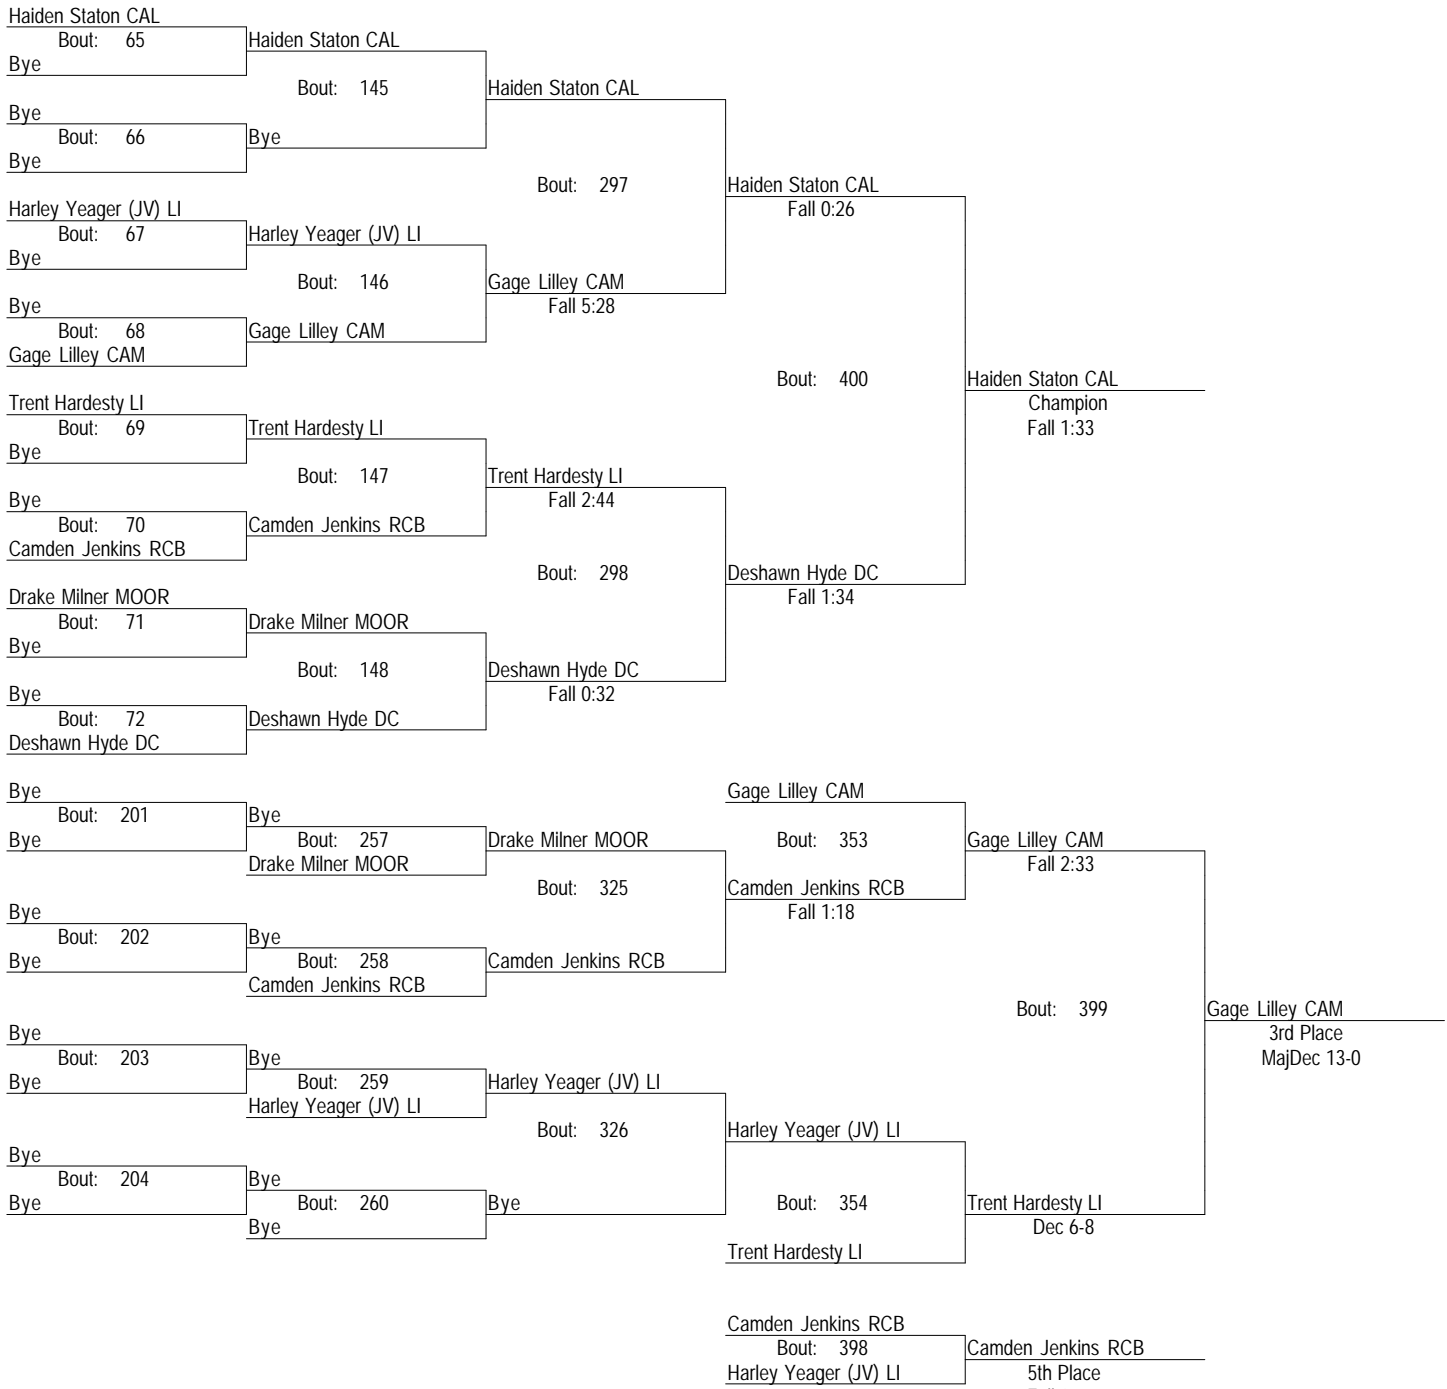 Haiden Staton CAL
Bout: 65
Haiden Staton CAL
Bye
Bout: 145
Haiden Staton CAL
Bye
Bout: 66
Bye
Bye
Bout: 297
Haiden Staton CAL
Fall 0:26
Harley Yeager (JV) LI
Bout: 67
Harley Yeager (JV) LI
Bye
Bout: 146
Gage Lilley CAM
Fall 5:28
Bye
Bout: 68
Gage Lilley CAM
Gage Lilley CAM
Bout: 400
Haiden Staton CAL
Champion
Fall 1:33
Trent Hardesty LI
Bout: 69
Trent Hardesty LI
Bye
Bout: 147
Trent Hardesty LI
Fall 2:44
Bye
Bout: 70
Camden Jenkins RCB
Camden Jenkins RCB
Bout: 298
Deshawn Hyde DC
Fall 1:34
Drake Milner MOOR
Bout: 71
Drake Milner MOOR
Bye
Bout: 148
Deshawn Hyde DC
Fall 0:32
Bye
Bout: 72
Deshawn Hyde DC
Deshawn Hyde DC
Bye
Bout: 201
Bye
Bye
Bout: 257
Drake Milner MOOR
Drake Milner MOOR
Gage Lilley CAM
Bout: 353
Gage Lilley CAM
Fall 2:33
Bout: 325
Camden Jenkins RCB
Fall 1:18
Bye
Bout: 202
Bye
Bye
Bout: 258
Camden Jenkins RCB
Camden Jenkins RCB
Bout: 399
Gage Lilley CAM
3rd Place
MajDec 13-0
Bye
Bout: 203
Bye
Bye
Bout: 259
Harley Yeager (JV) LI
Harley Yeager (JV) LI
Bout: 326
Harley Yeager (JV) LI
Bye
Bout: 204
Bye
Bye
Bout: 260
Bye
Bye
Bout: 354
Trent Hardesty LI
Dec 6-8
Trent Hardesty LI
Camden Jenkins RCB
Bout: 398
Camden Jenkins RCB
Harley Yeager (JV) LI
5th Place